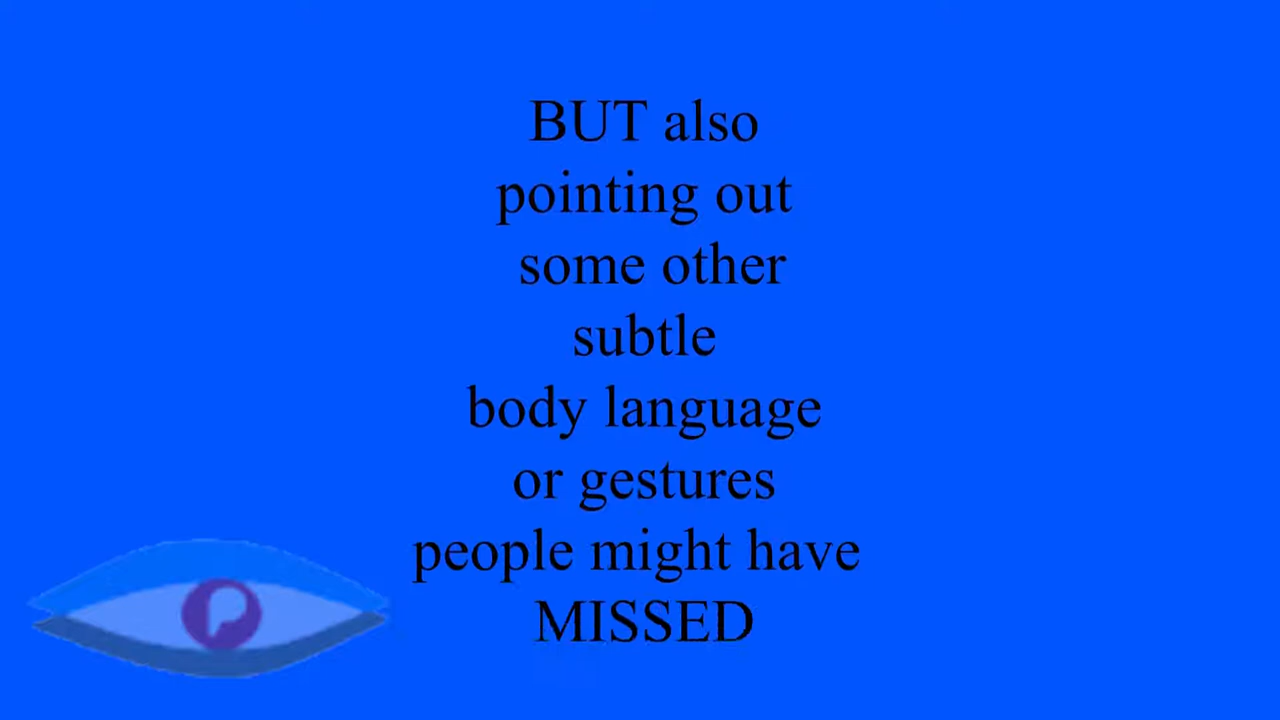 BUT also
pointing out
some other
subtle
body language
or gestures
people might have
MISSED
P